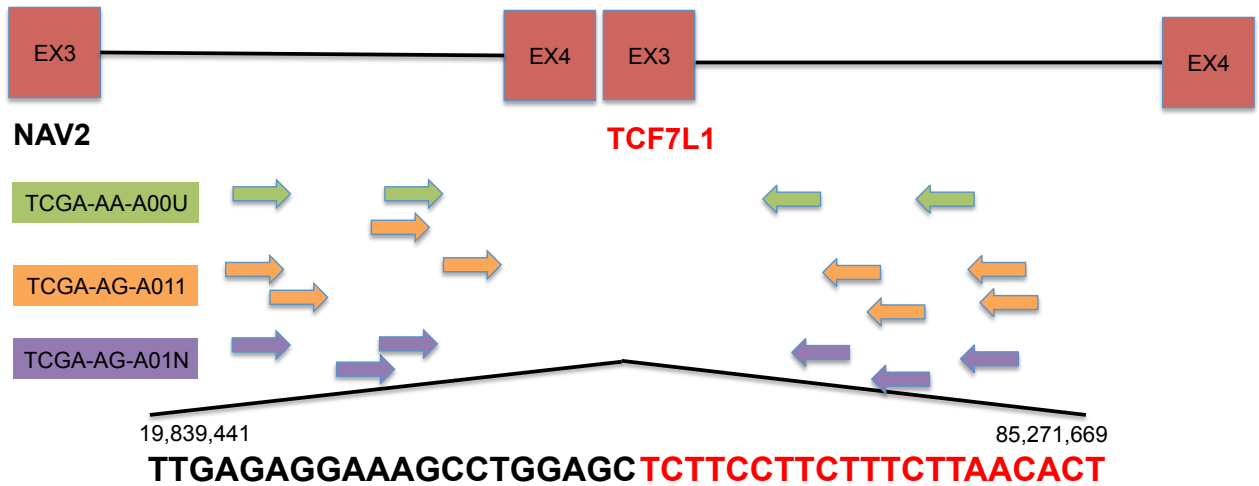 EX3 EX4 EX3 EX4
NAV2 TCF7L1
TCGA-AA-A00U
TCGA-AG-A011
TCGA-AG-A01N
19,839,441 85,271,669
TTGAGAGGAAAGCCTGGAGCTCTTCCTTCTTTCTTAACACT